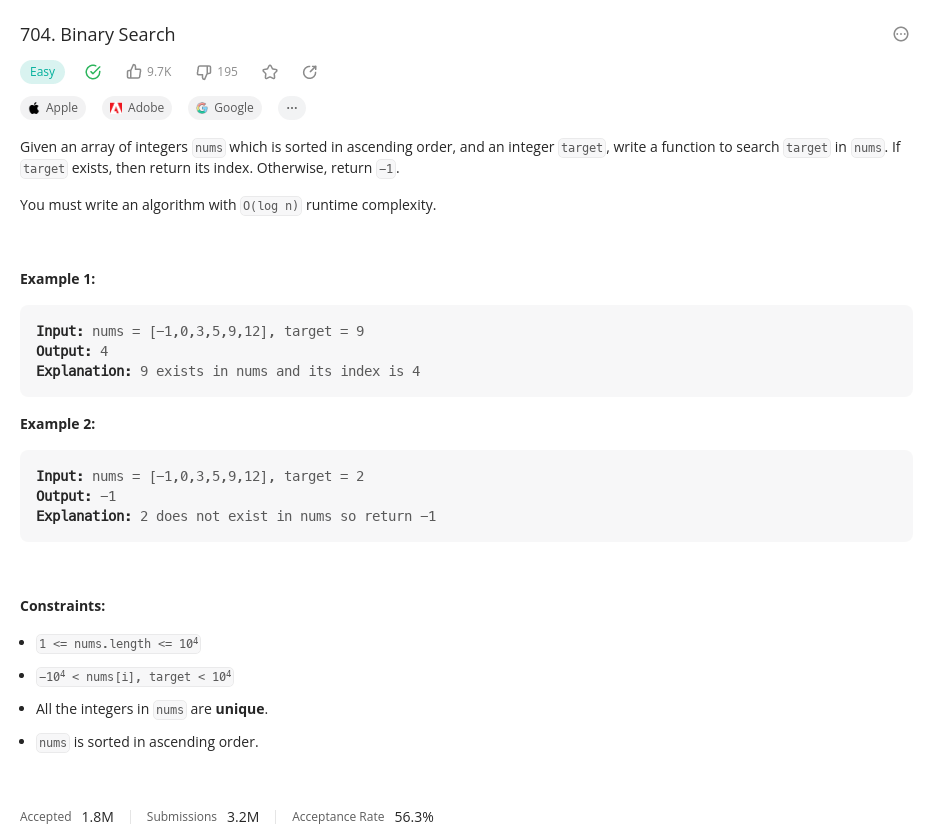 704. Binary Search
Easy 9.7K 195
Apple Adobe Google ...
Given an array of integers nums which is sorted in ascending order, and an integer target, write a function to search target in nums. If
target exists, then return its index. Otherwise, return −1.
You must write an algorithm with O(log n) runtime complexity.
Example 1:
Input: nums = [−1,0,3,5,9,12], target = 9
Output: 4
Explanation: 9 exists in nums and its index is 4
Example 2:
Input: nums = [−1,0,3,5,9,12], target = 2
Output: −1
Explanation: 2 does not exist in nums so return −1
Constraints:
• 1 <= nums.length <= 10⁴
• −10⁴ < nums[i], target < 10⁴
• All the integers in nums are unique.
• nums is sorted in ascending order.
Accepted 1.8M Submissions 3.2M Acceptance Rate 56.3%